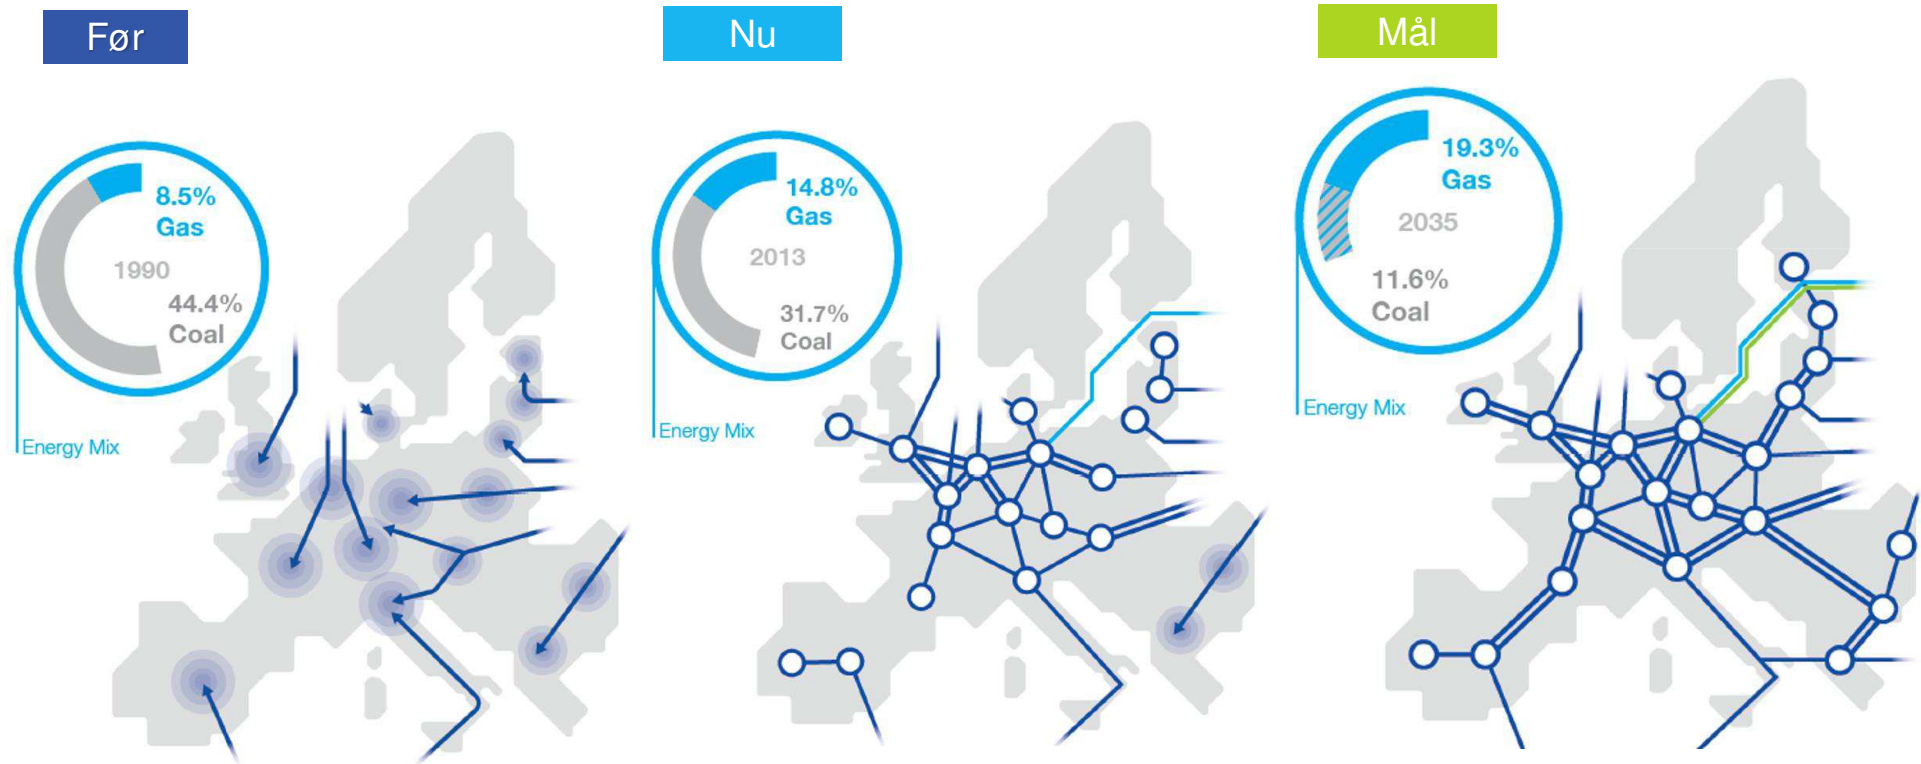 Før
8.5%
Gas
1990
44.4%
Coal
Energy Mix
Nu
14.8%
Gas
2013
31.7%
Coal
Energy Mix
Mål
19.3%
Gas
2035
11.6%
Coal
Energy Mix